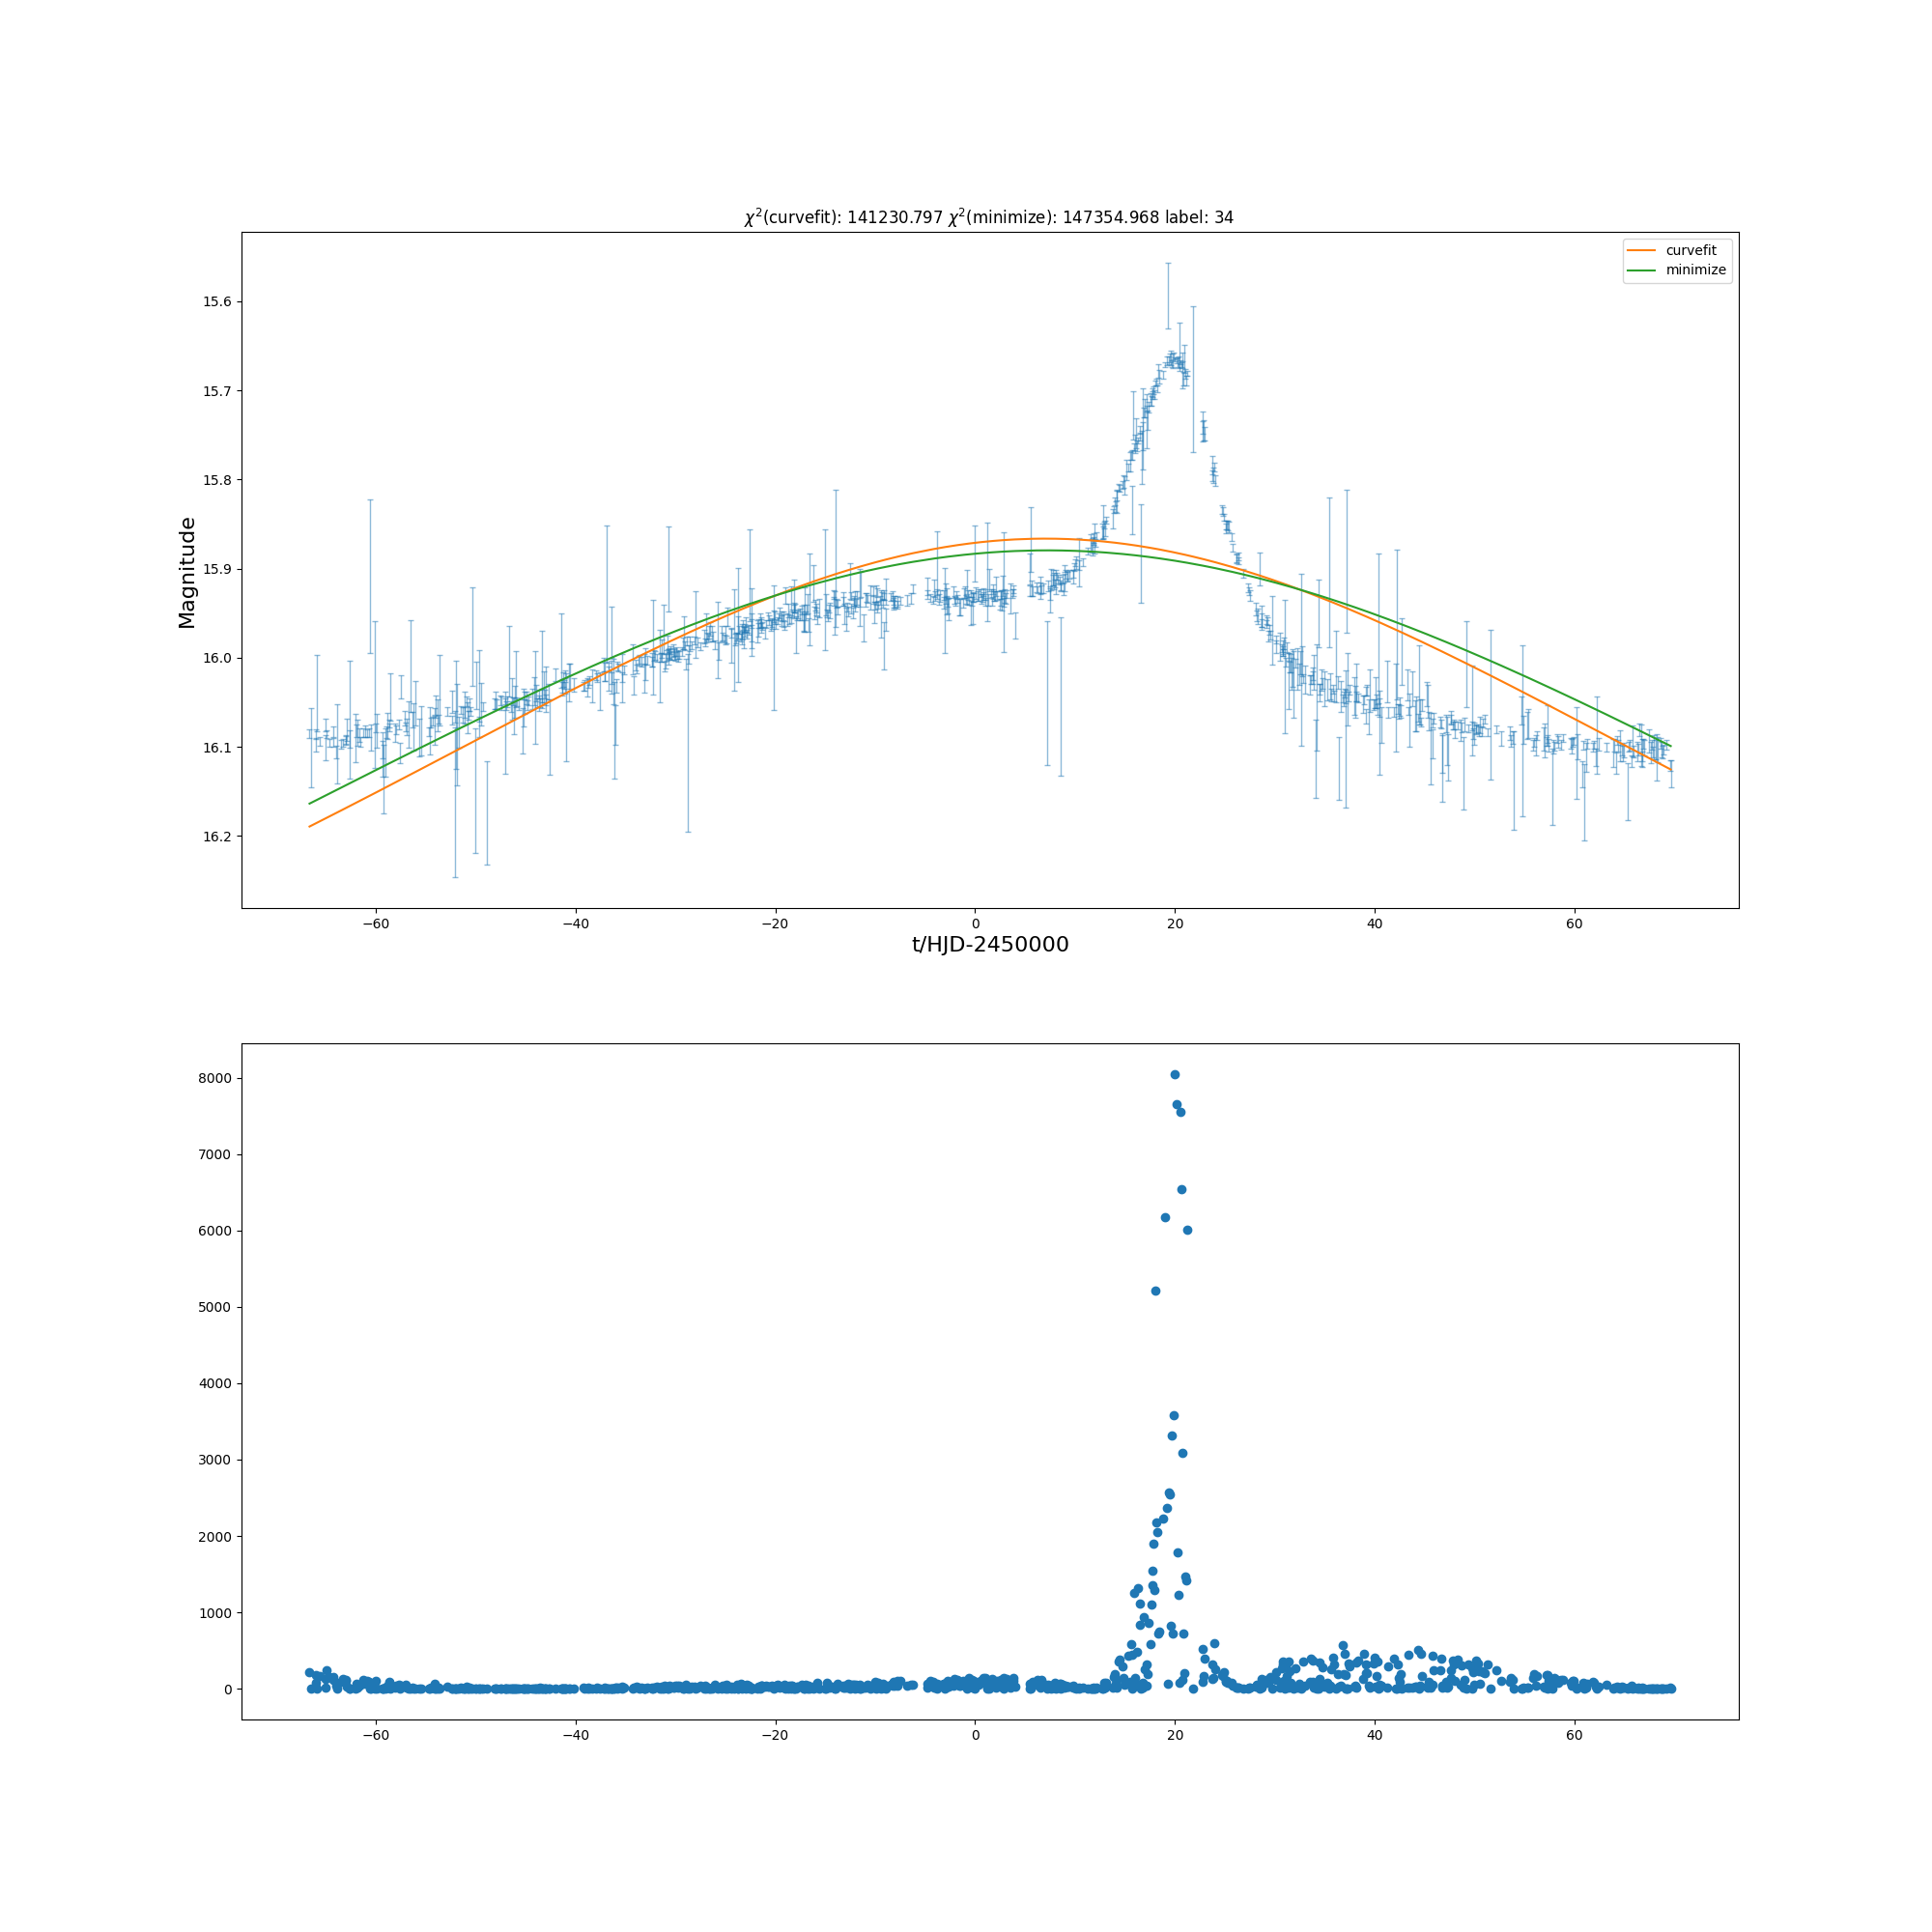 χ²(curvefit): 141230.797 χ²(minimize): 147354.968 label: 34
curvefit
minimize
Magnitude
15.6
15.7
15.8
15.9
16.0
16.1
16.2
−60 −40 −20 0 20 40 60
t/HJD-2450000
8000
7000
6000
5000
4000
3000
2000
1000
0
−60 −40 −20 0 20 40 60